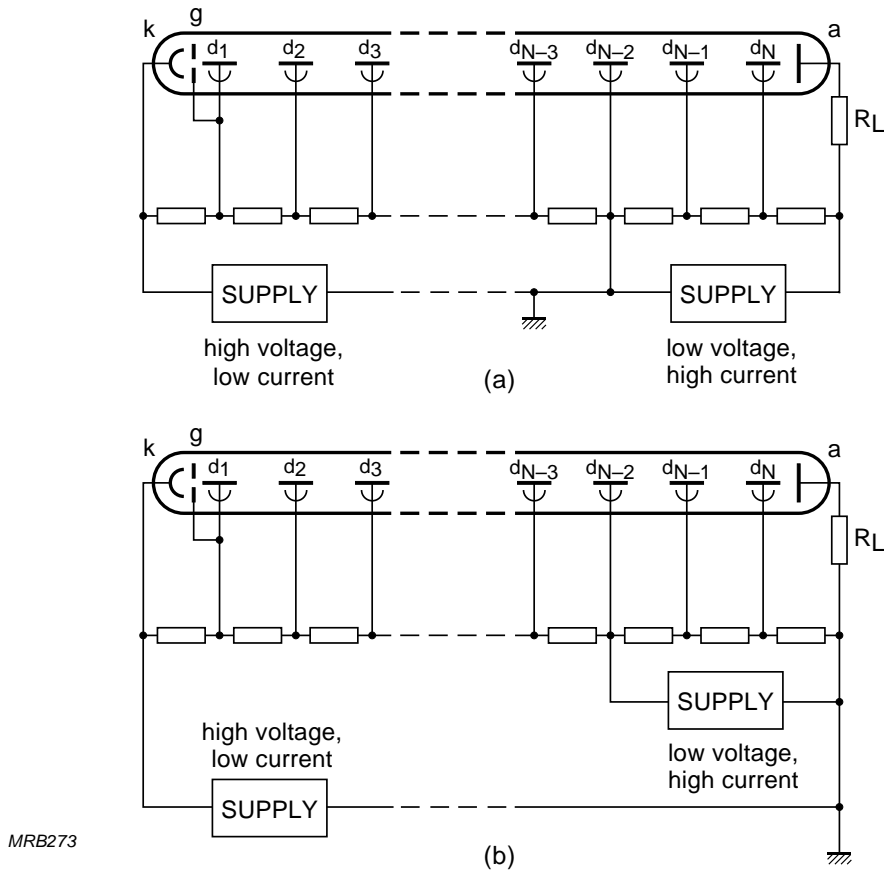 k g a
d1 d2 d3 dN–3 dN–2 dN–1 dN
RL
SUPPLY SUPPLY
high voltage, low voltage,
low current high current
(a)
k g a
d1 d2 d3 dN–3 dN–2 dN–1 dN
RL
SUPPLY
high voltage, low voltage,
low current high current
SUPPLY
MRB273
(b)